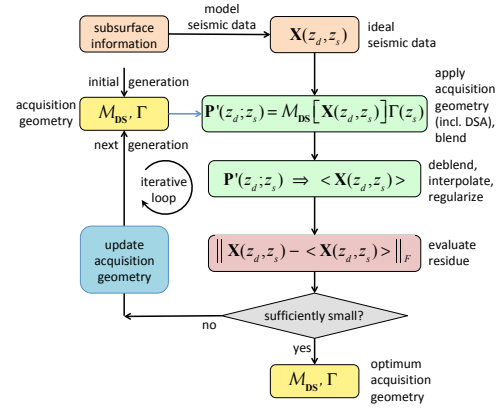 subsurface information
model seismic data
X(z_d, z_s)
ideal seismic data
initial generation
acquisition geometry
M_DS, Γ
P'(z_d; z_s) = M_DS[X(z_d, z_s)]Γ(z_s)
apply acquisition geometry (incl. DSA), blend
next generation
iterative loop
P'(z_d; z_s) ⇒ <X(z_d, z_s)>
deblend, interpolate, regularize
update acquisition geometry
‖X(z_d, z_s) − <X(z_d, z_s)>‖_F
evaluate residue
sufficiently small?
no
yes
M_DS, Γ
optimum acquisition geometry